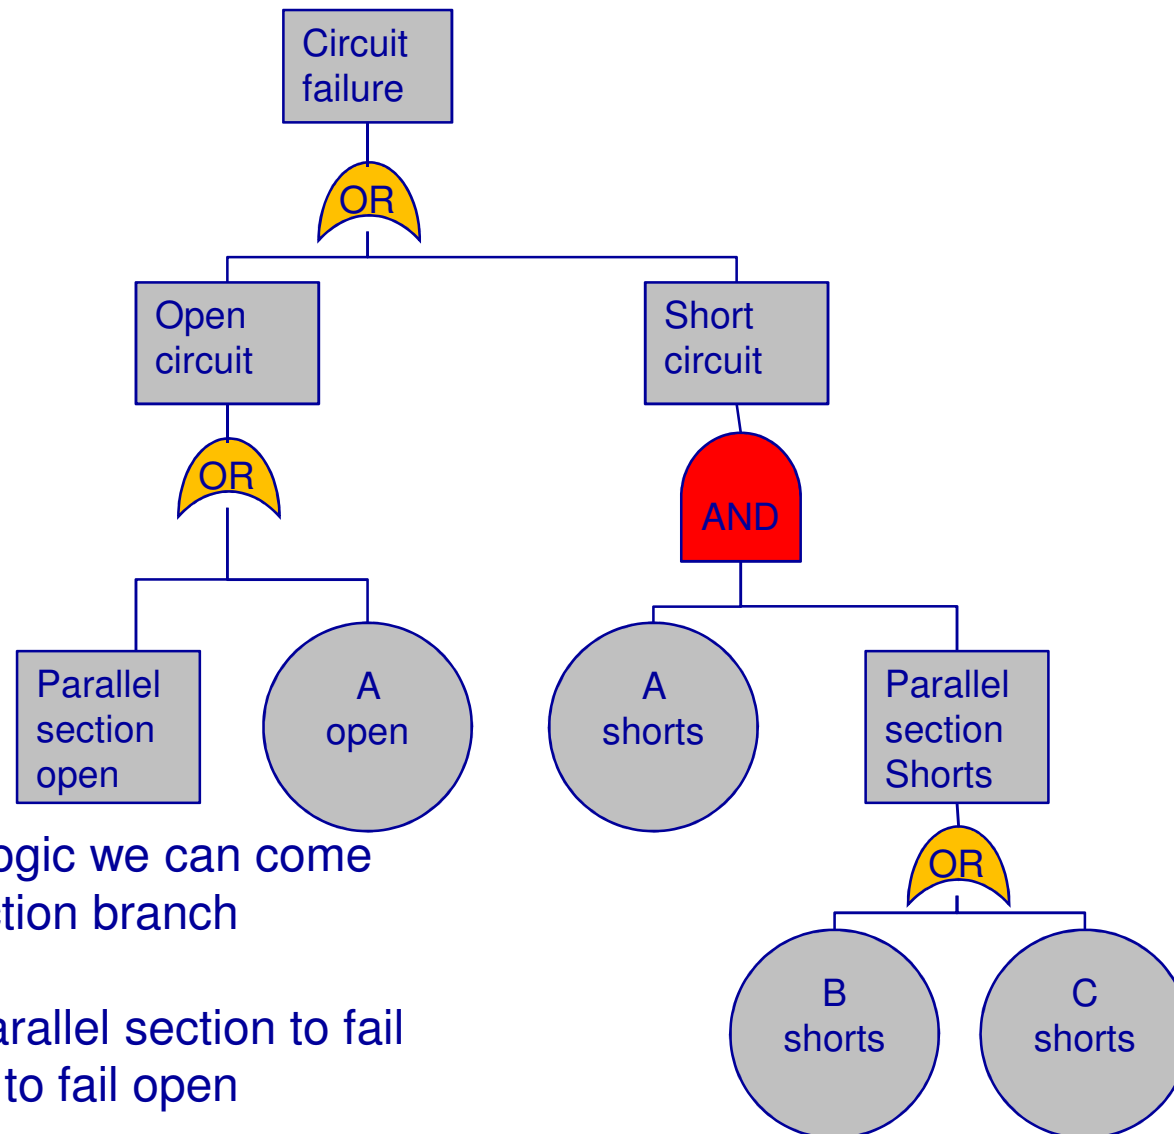 Circuit
failure
OR
Open
circuit
Short
circuit
OR
AND
Parallel
section
open
A
open
A
shorts
Parallel
section
Shorts
ogic we can come
ction branch
OR
arallel section to fail
to fail open
B
shorts
C
shorts